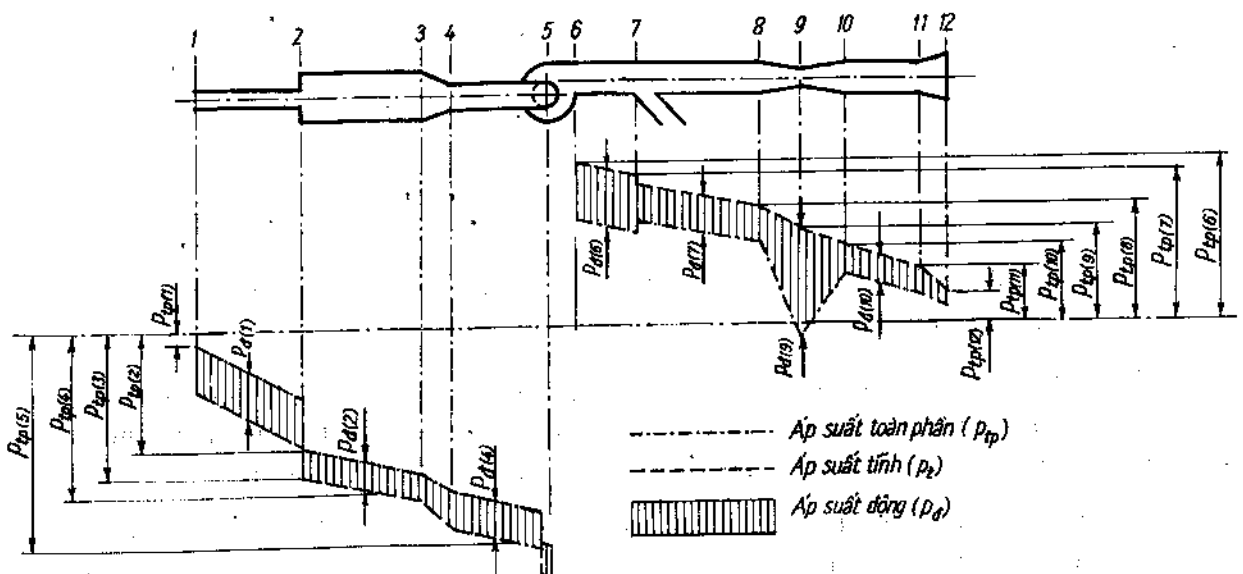 1 2 3 4 5 6 7 8 9 10 11 12
p_tp(5)
p_tp(4)
p_tp(3)
p_tp(2)
p_tp(1)
p_đ(1)
p_đ(2)
p_đ(4)
p_đ(6)
p_đ(7)
p_đ(9)
p_đ(10)
p_tp(12)
p_tp(11)
p_tp(10)
p_tp(9)
p_tp(8)
p_tp(7)
p_tp(6)
Áp suất toàn phần (p_tp)
Áp suất tĩnh (p_t)
Áp suất động (p_đ)